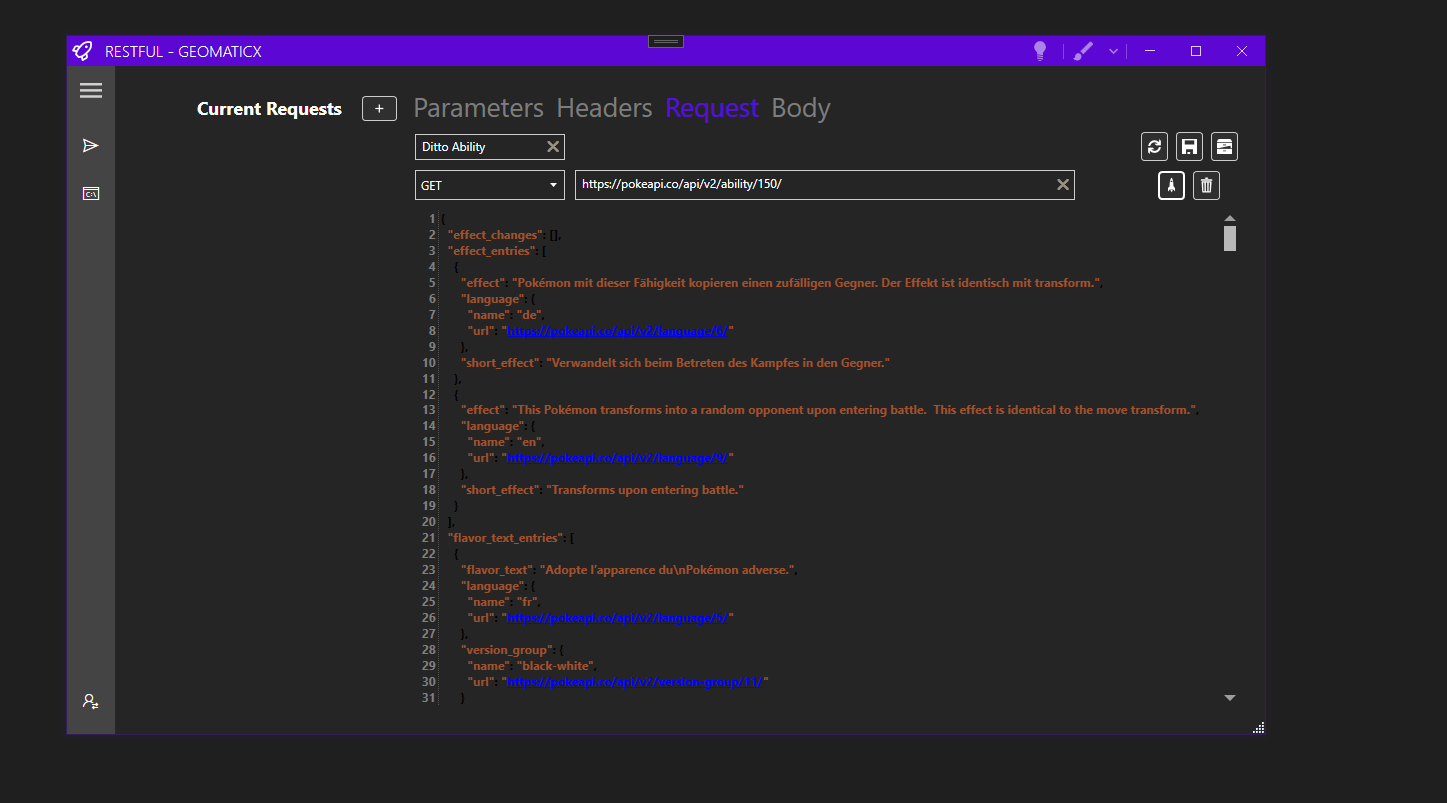 RESTFUL - GEOMATICX
Current Requests
+
Parameters Headers Request Body
Ditto Ability
GET
https://pokeapi.co/api/v2/ability/150/
C:\
1 {
2 "effect_changes": [],
3 "effect_entries": [
4 {
5 "effect": "Pokémon mit dieser Fähigkeit kopieren einen zufälligen Gegner. Der Effekt ist identisch mit transform.",
6 "language": {
7 "name": "de",
8 "url": "https://pokeapi.co/api/v2/language/6/"
9 },
10 "short_effect": "Verwandelt sich beim Betreten des Kampfes in den Gegner."
11 },
12 {
13 "effect": "This Pokémon transforms into a random opponent upon entering battle.  This effect is identical to the move transform.",
14 "language": {
15 "name": "en",
16 "url": "https://pokeapi.co/api/v2/language/9/"
17 },
18 "short_effect": "Transforms upon entering battle."
19 }
20 ],
21 "flavor_text_entries": [
22 {
23 "flavor_text": "Adopte l’apparence du\nPokémon adverse.",
24 "language": {
25 "name": "fr",
26 "url": "https://pokeapi.co/api/v2/language/5/"
27 },
28 "version_group": {
29 "name": "black-white",
30 "url": "https://pokeapi.co/api/v2/version-group/11/"
31 }